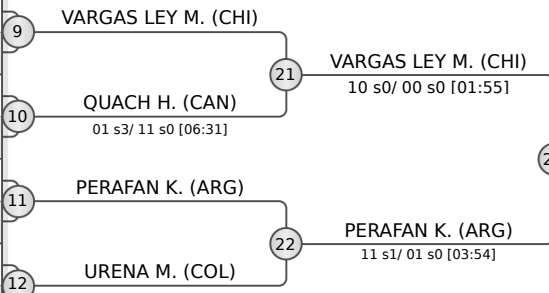 VARGAS LEY M. (CHI)
9
21
VARGAS LEY M. (CHI)
10 s0/ 00 s0 [01:55]
QUACH H. (CAN)
10
01 s3/ 11 s0 [06:31]
PERAFAN K. (ARG)
11
22
PERAFAN K. (ARG)
11 s1/ 01 s0 [03:54]
URENA M. (COL)
12